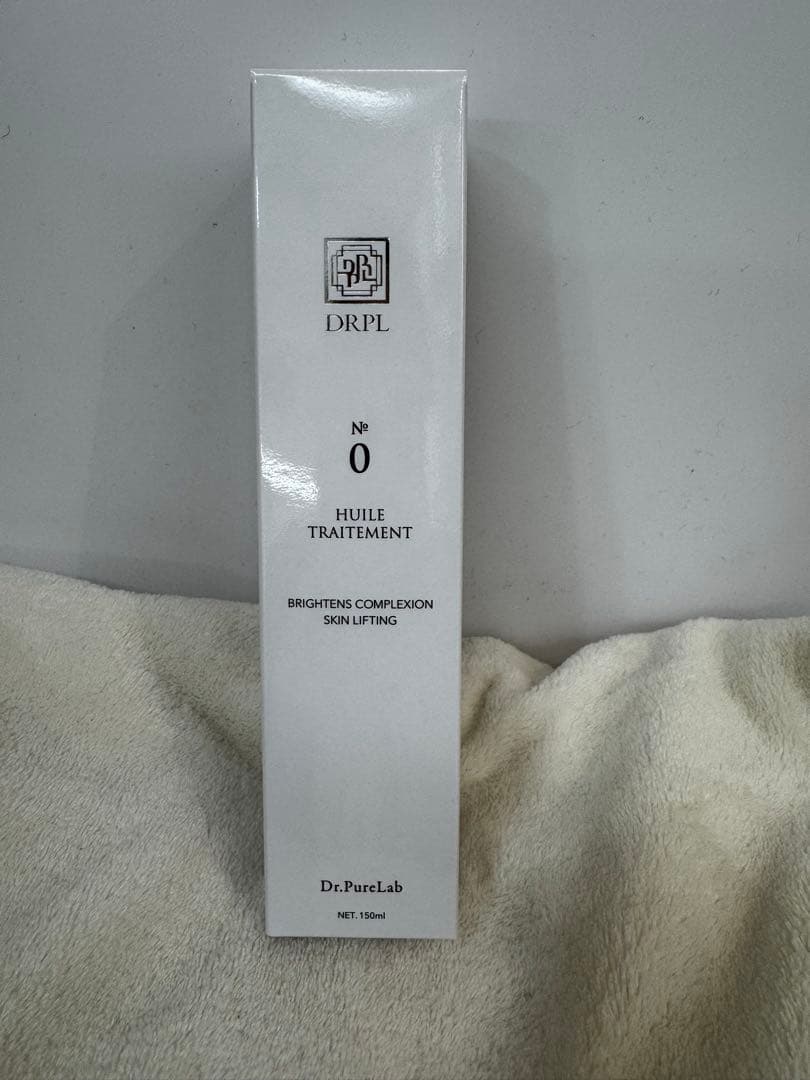 DRPL
№
0
HUILE
TRAITEMENT
BRIGHTENS COMPLEXION
SKIN LIFTING
Dr.PureLab
NET. 150ml